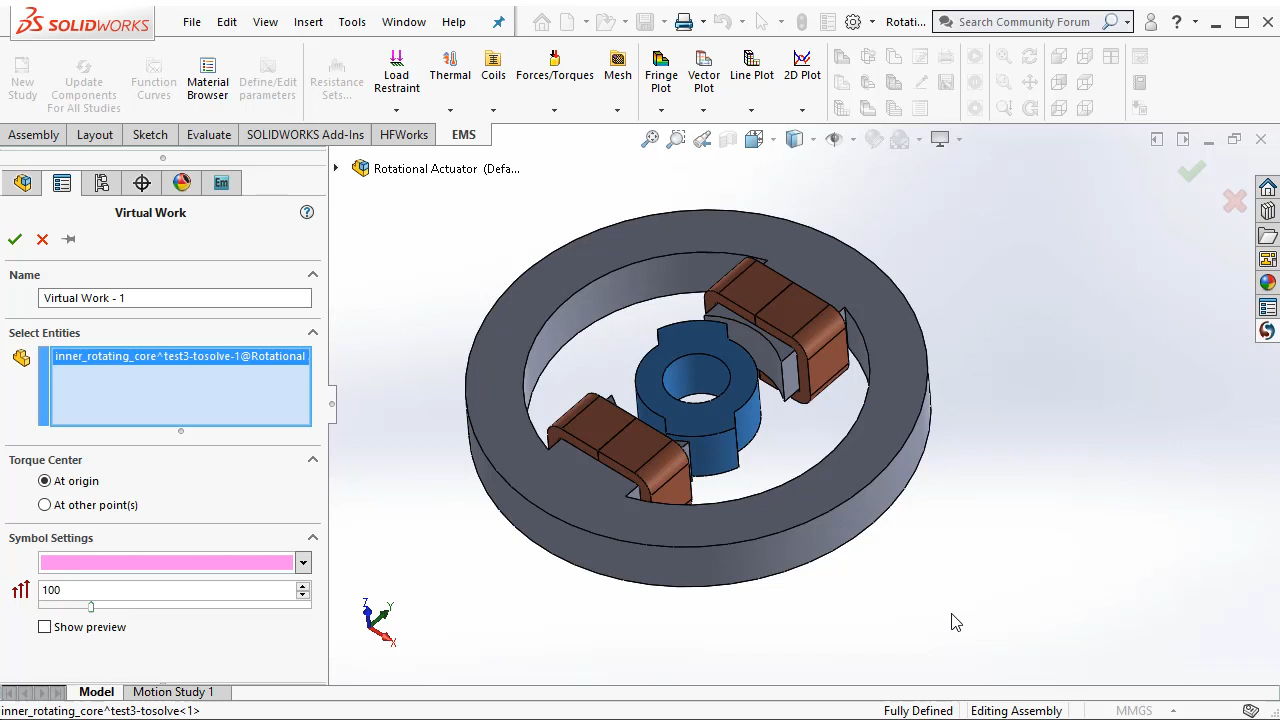 SOLIDWORKS
File Edit View Insert Tools Window Help
Rotati...
Search Community Forum
New Study
Update Components For All Studies
Function Curves
Material Browser
Define/Edit parameters
Resistance Sets...
Load Restraint
Thermal
Coils
Forces/Torques
Mesh
Fringe Plot
Vector Plot
Line Plot
2D Plot
Assembly Layout Sketch Evaluate SOLIDWORKS Add-Ins HFWorks EMS
Rotational Actuator (Defa...
Em
Virtual Work
Name
Virtual Work - 1
Select Entities
inner_rotating_core^test3-tosolve-1@Rotational
Torque Center
At origin
At other point(s)
Symbol Settings
100
Show preview
Z
Y
X
Model Motion Study 1
inner_rotating_core^test3-tosolve<1>
Fully Defined Editing Assembly MMGS